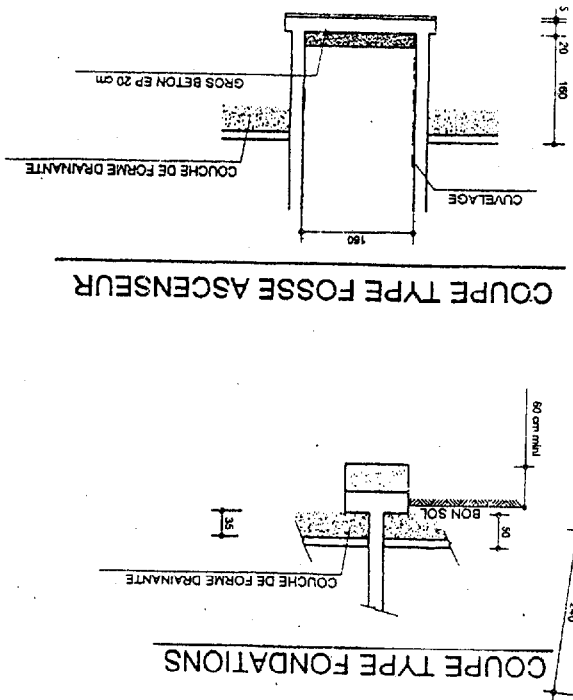 COUPE TYPE FONDATIONS
240
COUCHE DE FORME DRAINANTE
50
35
BON SOL
60 cm mini
COUPE TYPE FOSSE ASCENSEUR
160
CUVELAGE
COUCHE DE FORME DRAINANTE
160
GROS BETON EP 20 cm
20
5